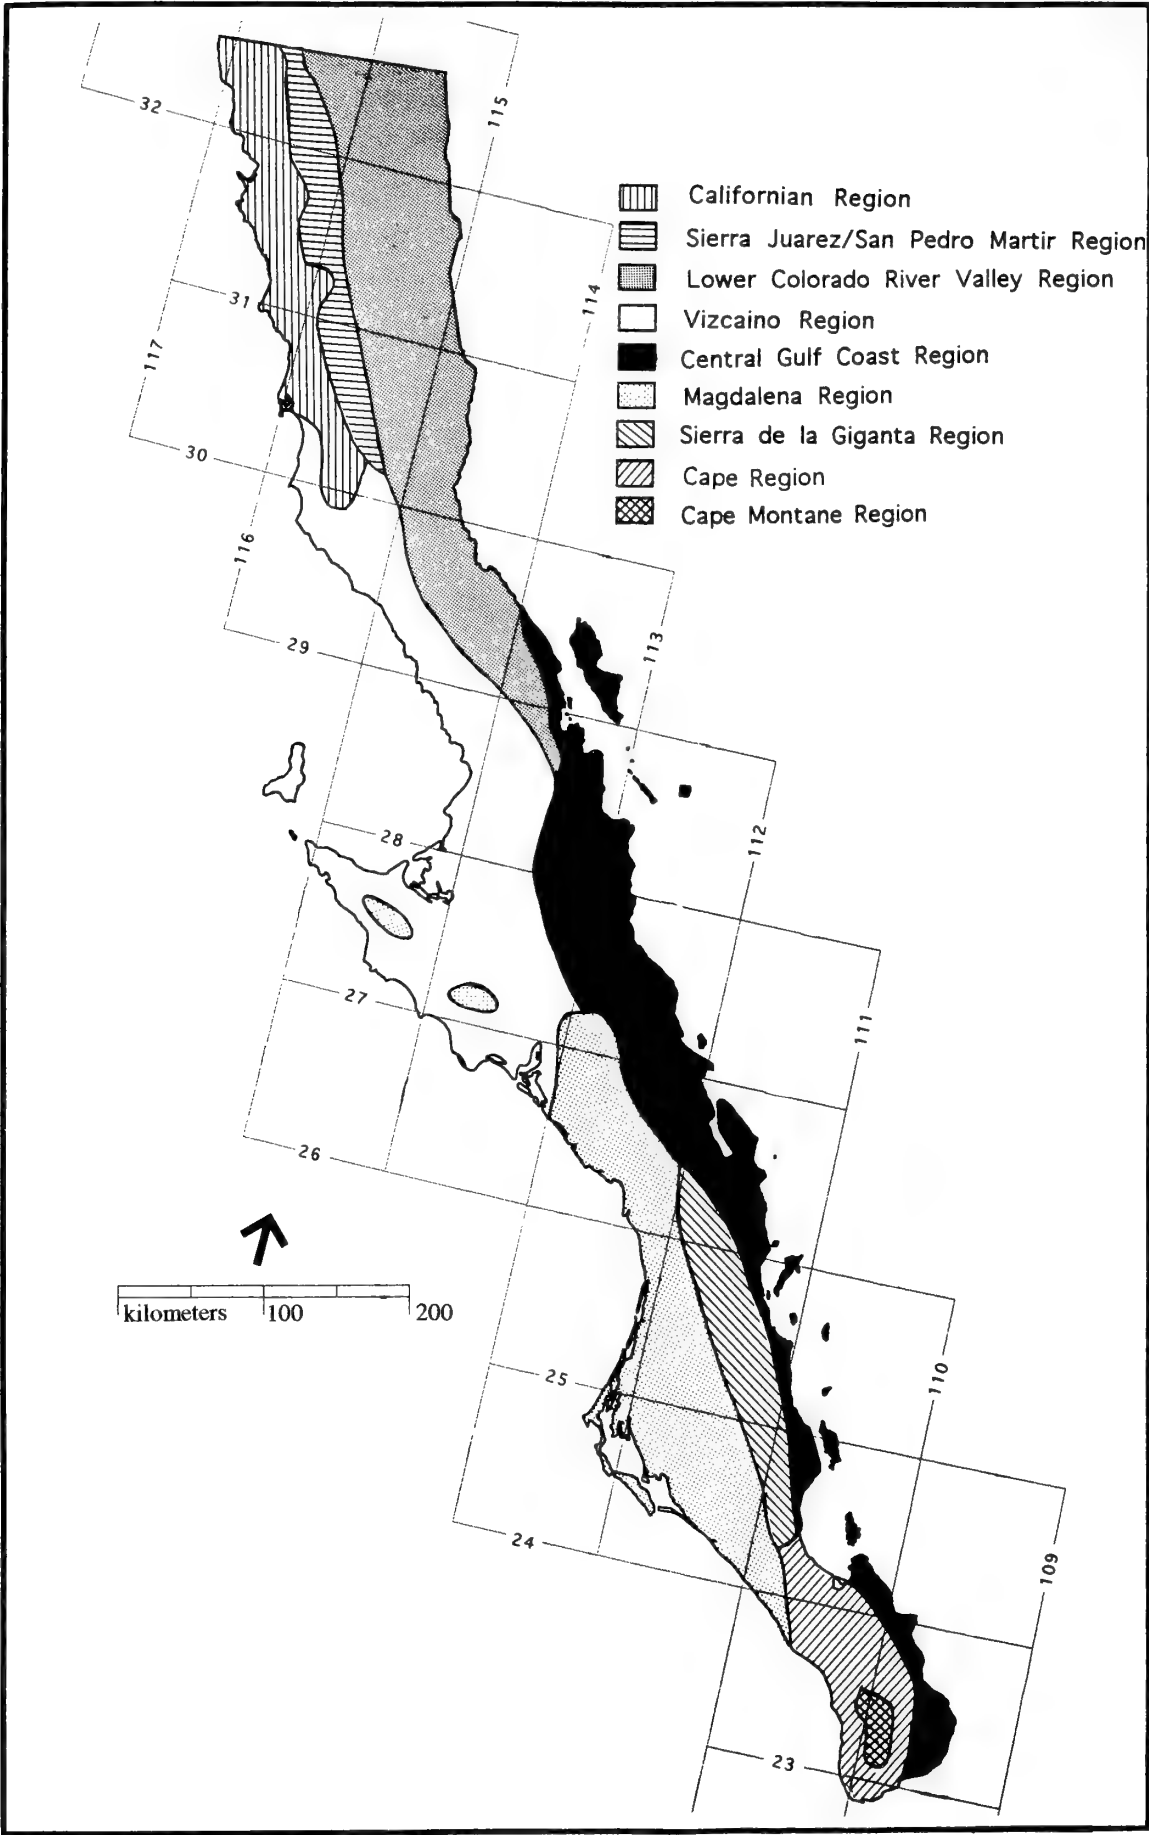 32
115
Californian Region
Sierra Juarez/San Pedro Martir Region
Lower Colorado River Valley Region
Vizcaino Region
Central Gulf Coast Region
Magdalena Region
Sierra de la Giganta Region
Cape Region
Cape Montane Region
31
114
117
30
116
29
113
28
112
27
111
26
kilometers 100 200
25
110
24
109
23